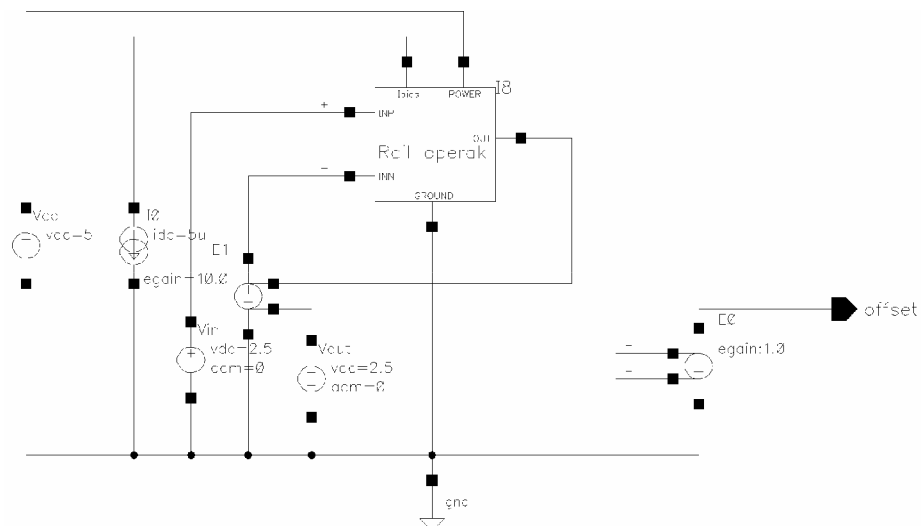 I8
Ibias POWER
+ INP
OUT
Rail operak
- INN
GROUND
Vcc
vdc=5
I0
idc=5u
E1
egain=10.0
Vin
vdc=2.5
acm=0
Vout
vdc=2.5
acm=0
E0
egain:1.0
offset
gnd